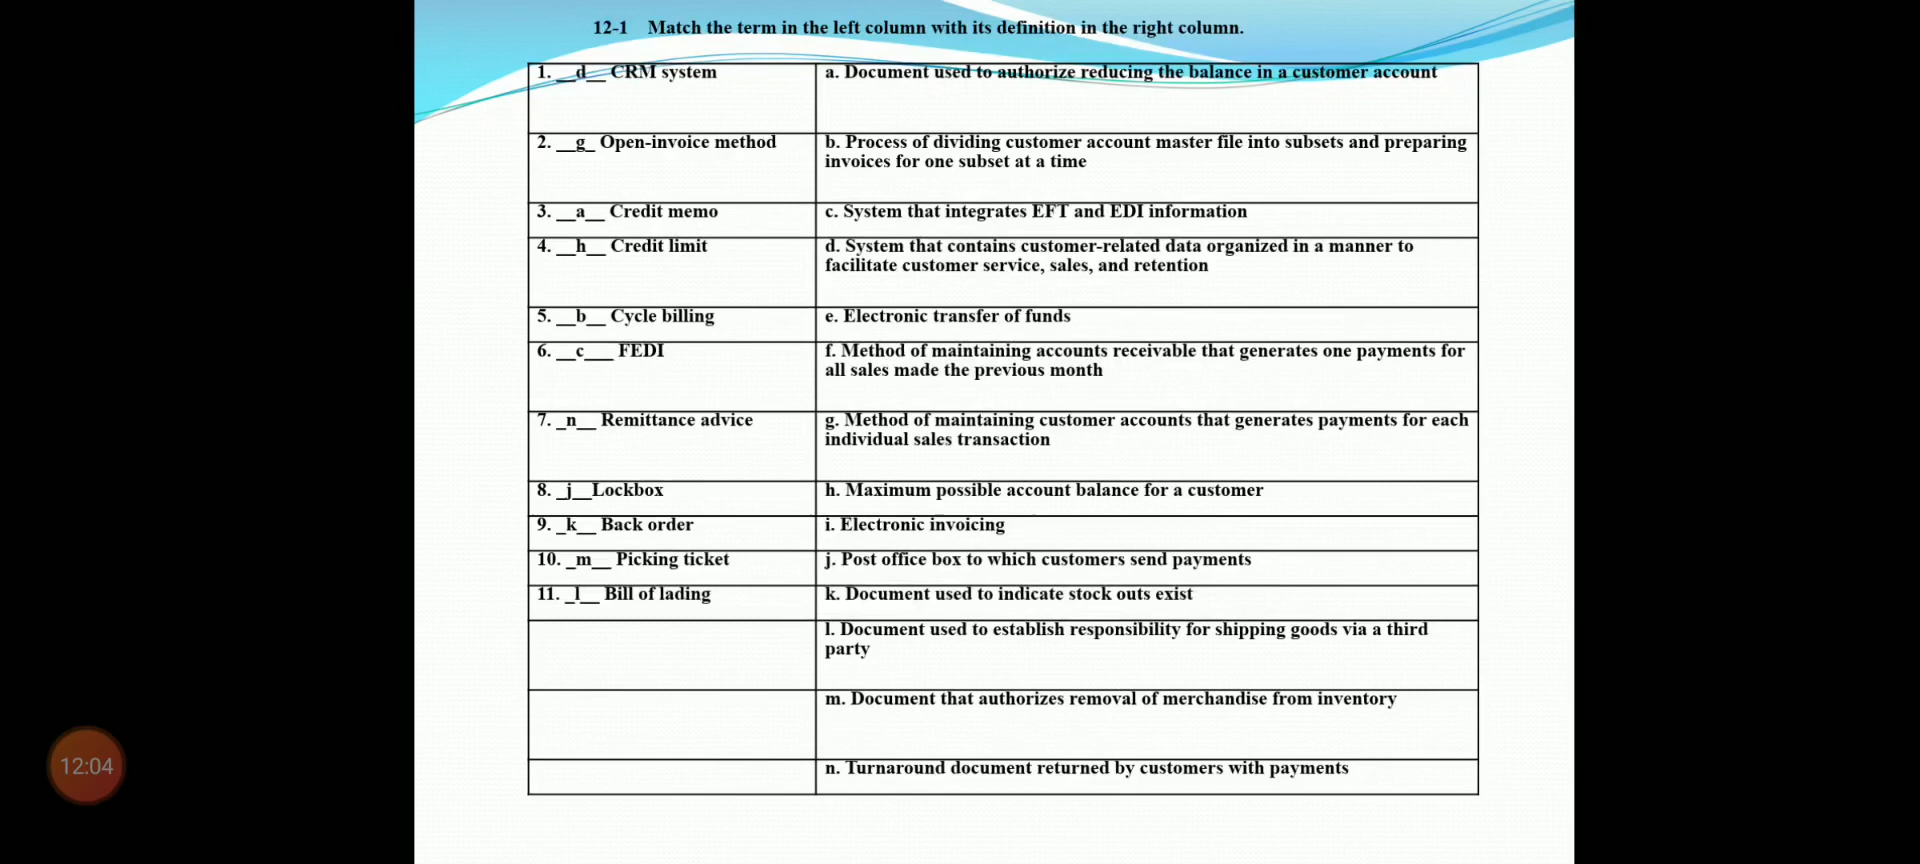 12-1 Match the term in the left column with its definition in the right column.
1. __d__ CRM system
a. Document used to authorize reducing the balance in a customer account
2. __g_ Open-invoice method
b. Process of dividing customer account master file into subsets and preparing
invoices for one subset at a time
3. __a__ Credit memo
c. System that integrates EFT and EDI information
4. __h__ Credit limit
d. System that contains customer-related data organized in a manner to
facilitate customer service, sales, and retention
5. __b__ Cycle billing
e. Electronic transfer of funds
6. __c___ FEDI
f. Method of maintaining accounts receivable that generates one payments for
all sales made the previous month
7. _n__ Remittance advice
g. Method of maintaining customer accounts that generates payments for each
individual sales transaction
8. _j__Lockbox
h. Maximum possible account balance for a customer
9. _k__ Back order
i. Electronic invoicing
10. _m__ Picking ticket
j. Post office box to which customers send payments
11. _l__ Bill of lading
k. Document used to indicate stock outs exist
l. Document used to establish responsibility for shipping goods via a third
party
m. Document that authorizes removal of merchandise from inventory
n. Turnaround document returned by customers with payments
12:04